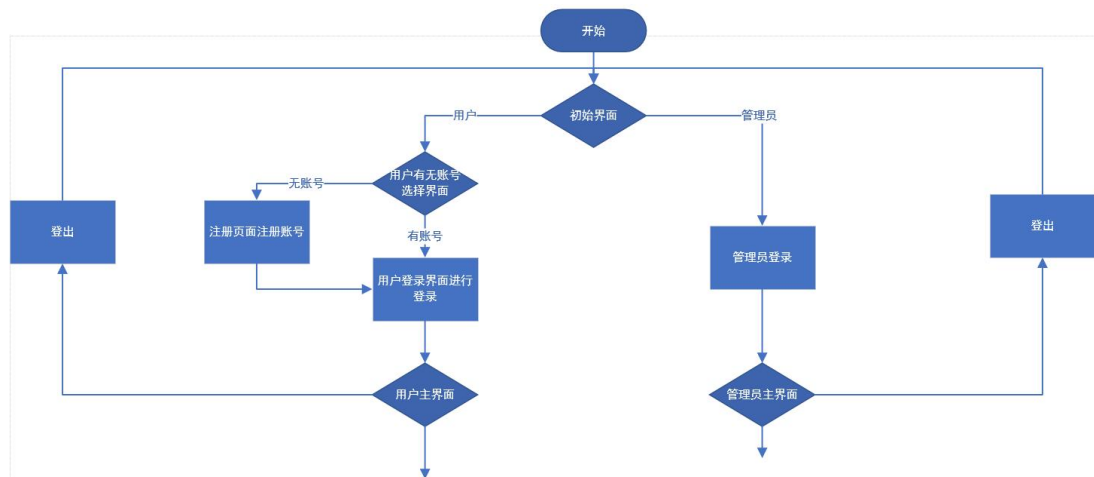 开始
初始界面
用户
管理员
用户有无账号
选择界面
无账号
登出
注册页面注册账号
有账号
管理员登录
登出
用户登录界面进行
登录
用户主界面
管理员主界面